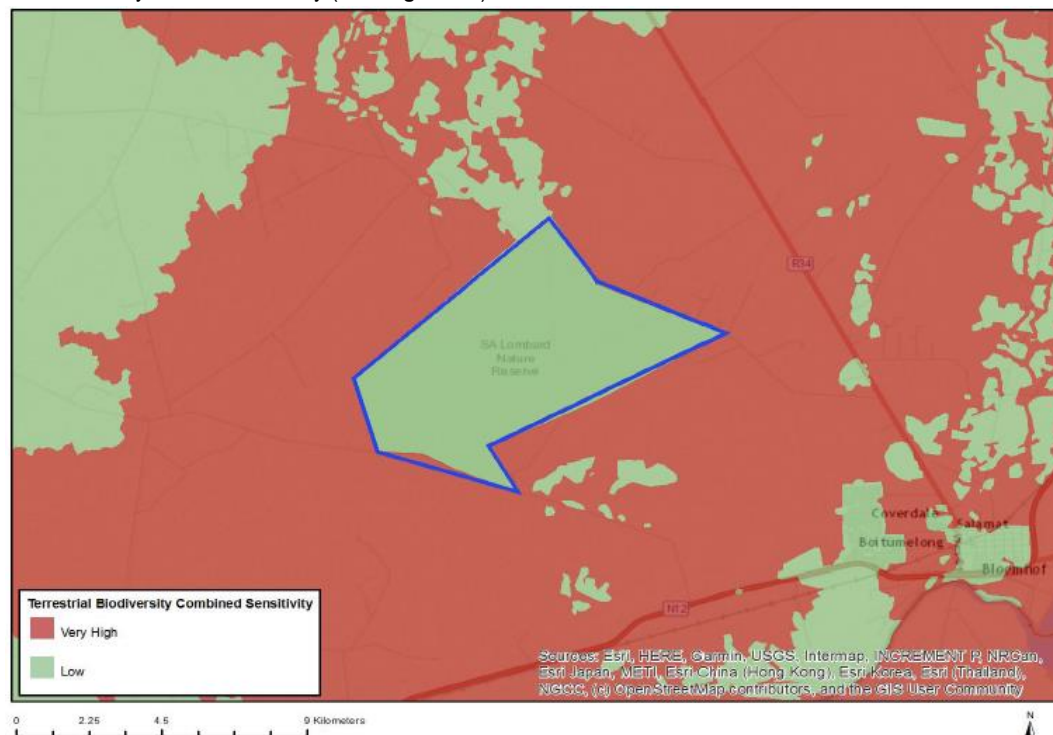 R34
SA Lombard
Nature
Reserve
Coverdale
Salamat
Boitumelong
Bloemhof
N12
Terrestrial Biodiversity Combined Sensitivity
Very High
Low
Sources: Esri, HERE, Garmin, USGS, Intermap, INCREMENT P, NRCan,
Esri Japan, METI, Esri China (Hong Kong), Esri Korea, Esri (Thailand),
NGCC, (c) OpenStreetMap contributors, and the GIS User Community
0 2.25 4.5 9 Kilometers
N